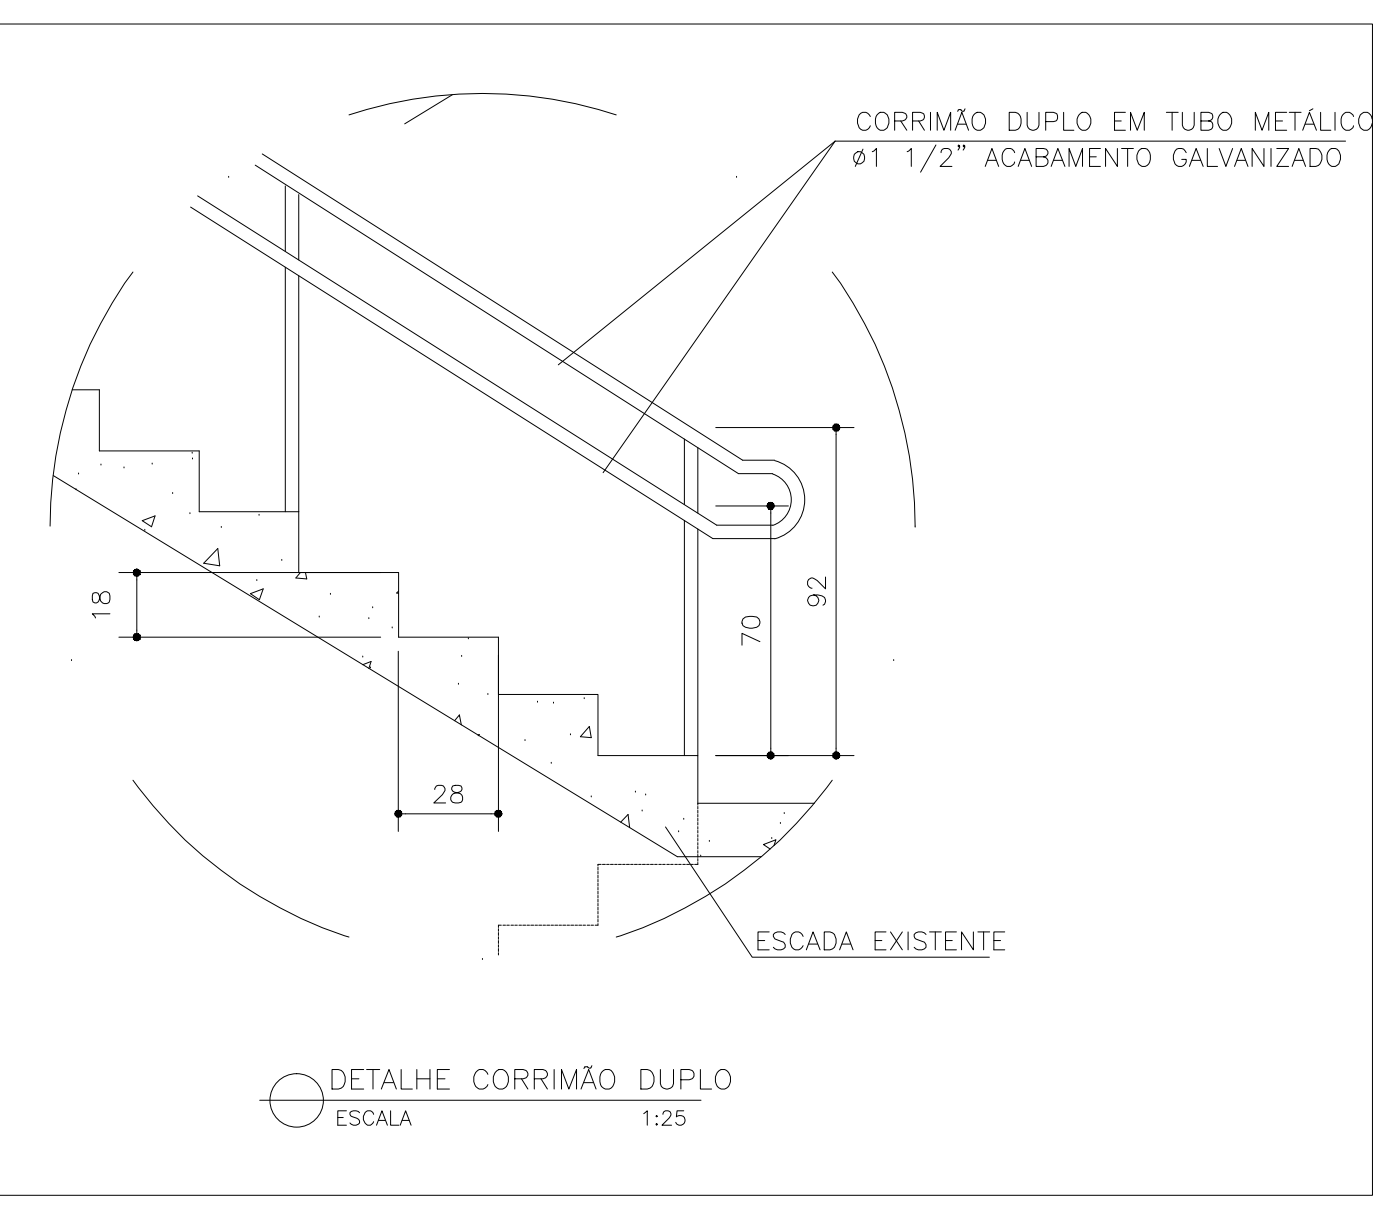 CORRIMÃO DUPLO EM TUBO METÁLICO
ø1 1/2” ACABAMENTO GALVANIZADO
92
70
18
28
ESCADA EXISTENTE
DETALHE CORRIMÃO DUPLO
ESCALA 1:25